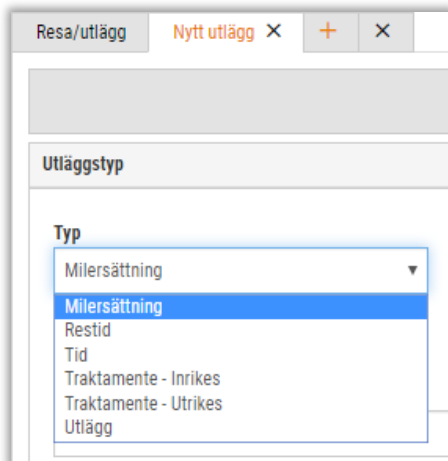 Resa/utlägg Nytt utlägg ✕ + ✕
Utläggstyp
Typ
Milersättning ▼
Milersättning
Restid
Tid
Traktamente - Inrikes
Traktamente - Utrikes
Utlägg